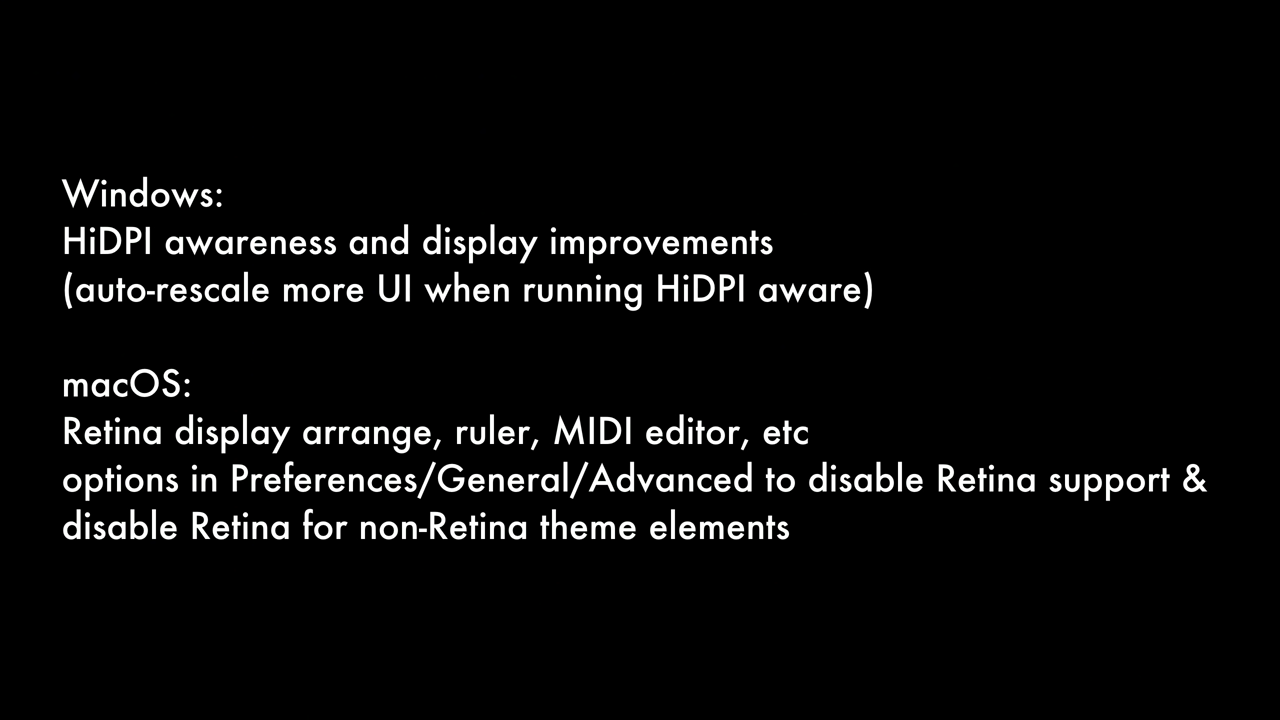 Windows:
HiDPI awareness and display improvements
(auto-rescale more UI when running HiDPI aware)
macOS:
Retina display arrange, ruler, MIDI editor, etc
options in Preferences/General/Advanced to disable Retina support &
disable Retina for non-Retina theme elements